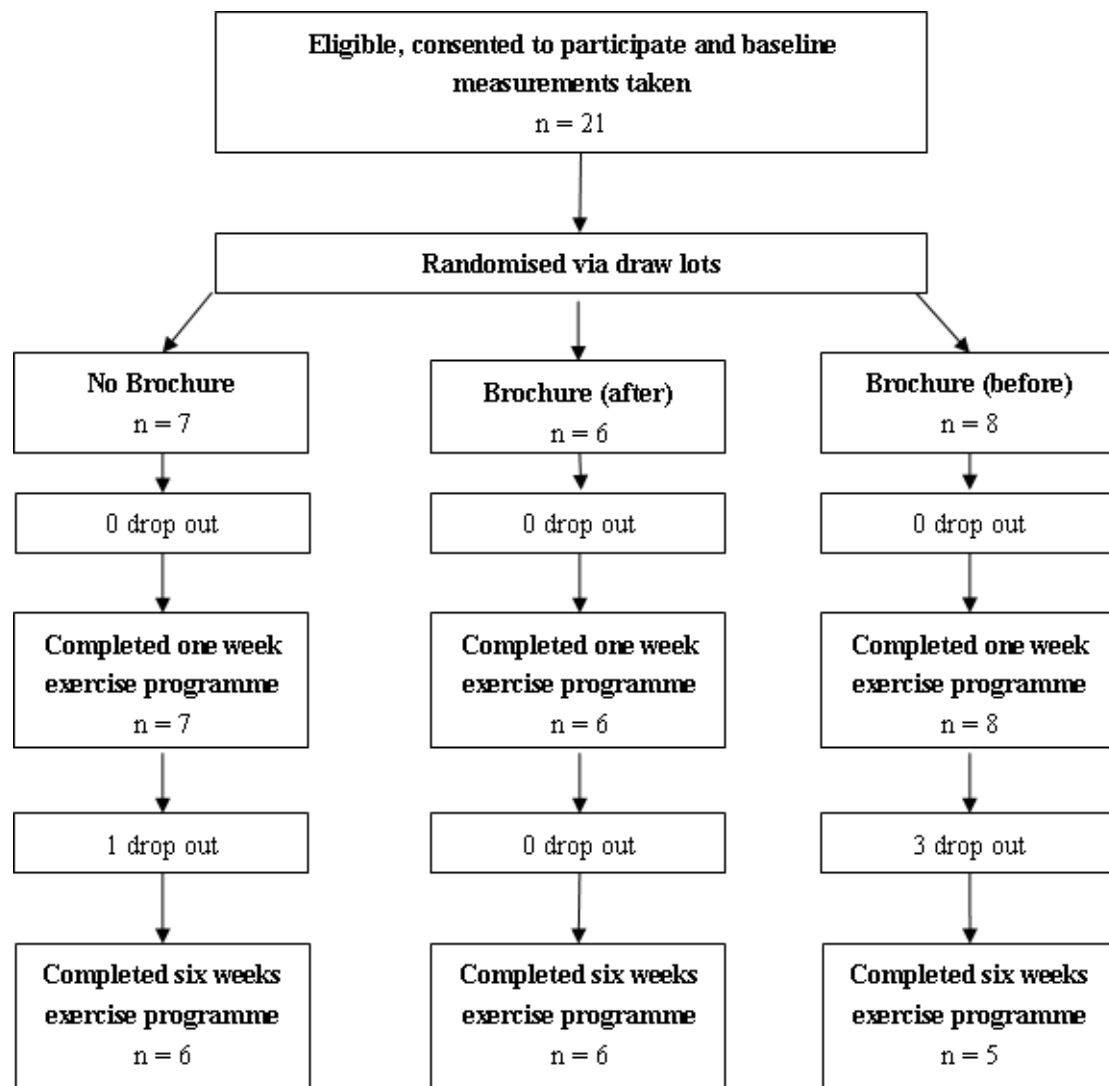 Eligible, consented to participate and baseline
measurements taken
n = 21
Randomised via draw lots
No Brochure
n = 7
Brochure (after)
n = 6
Brochure (before)
n = 8
0 drop out
0 drop out
0 drop out
Completed one week
exercise programme
n = 7
Completed one week
exercise programme
n = 6
Completed one week
exercise programme
n = 8
1 drop out
0 drop out
3 drop out
Completed six weeks
exercise programme
n = 6
Completed six weeks
exercise programme
n = 6
Completed six weeks
exercise programme
n = 5